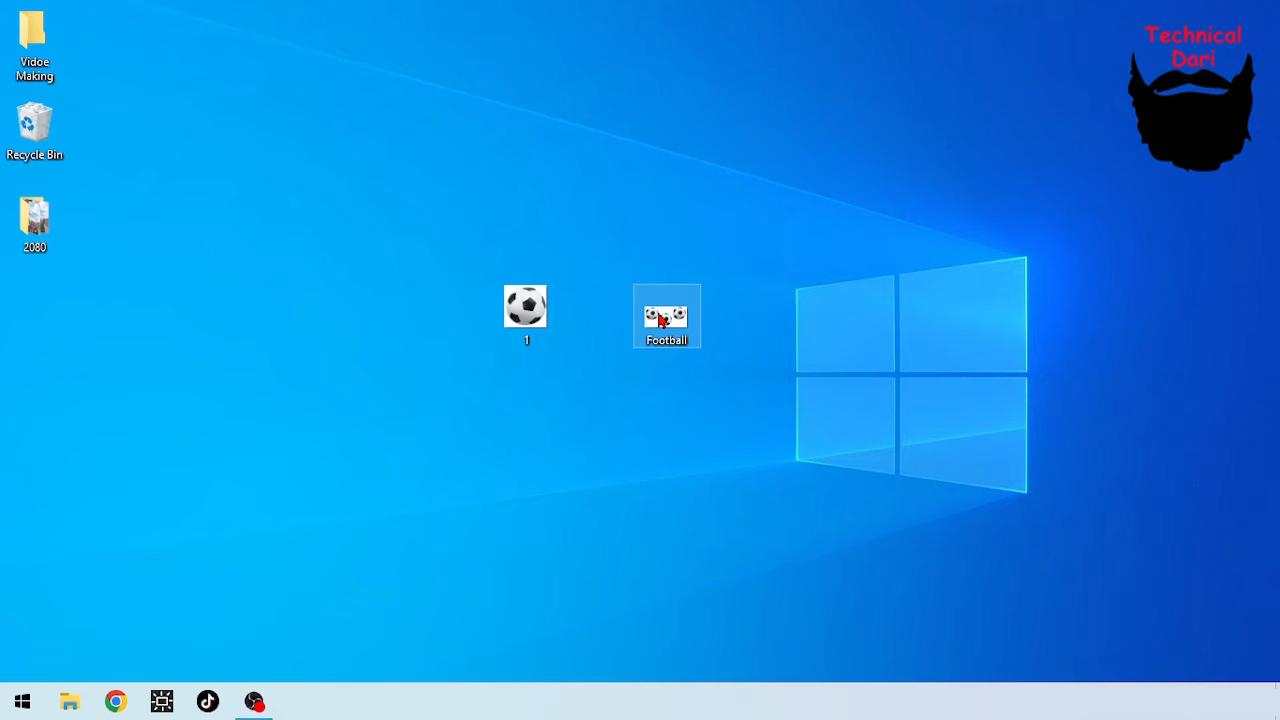 Technical
Dari
Vidoe
Making
Recycle Bin
2080
1
Football